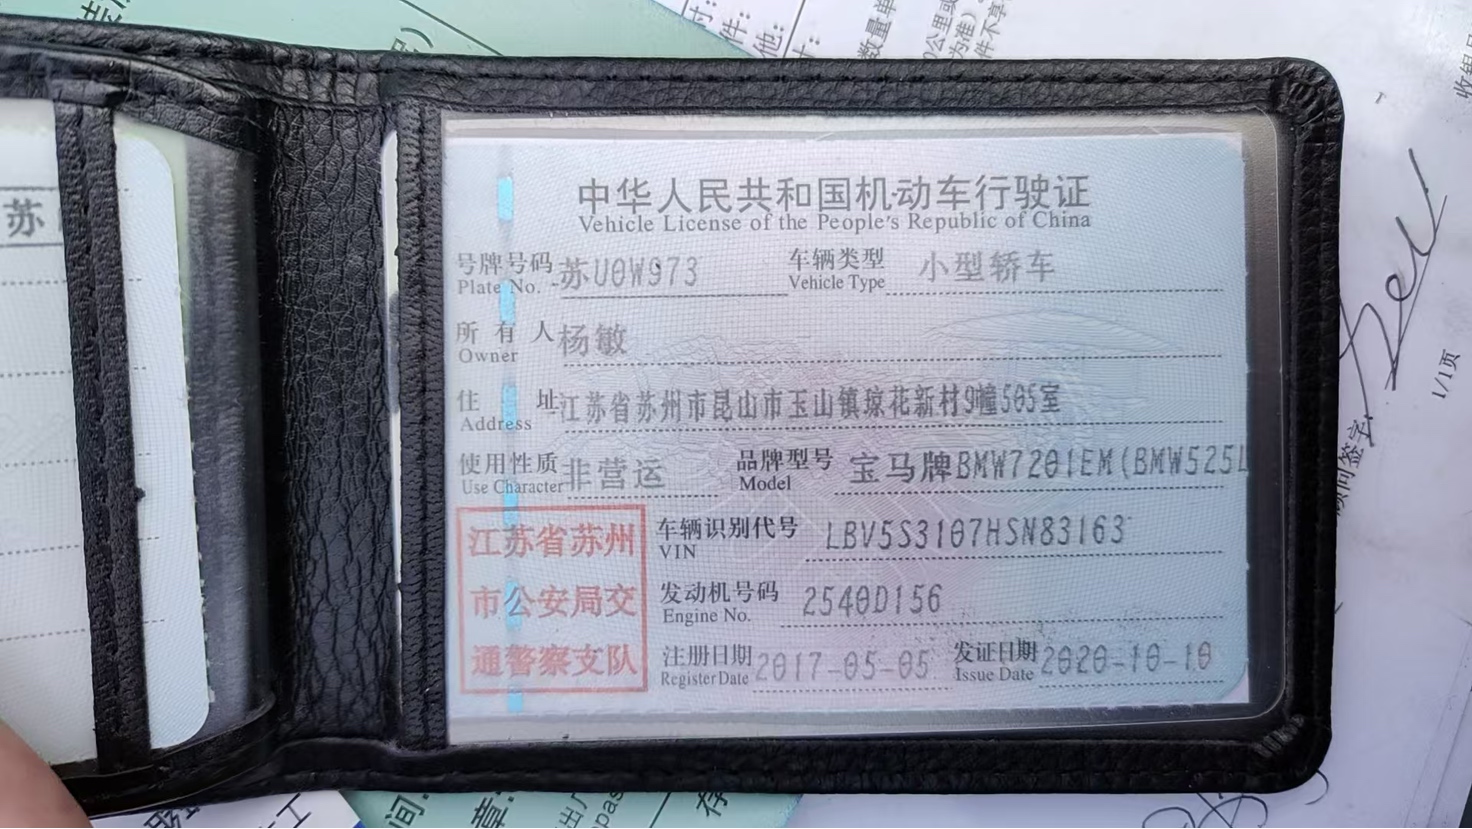 中华人民共和国机动车行驶证
Vehicle License of the People's Republic of China
号牌号码 苏U0W973 车辆类型 小型轿车
Plate No. Vehicle Type
所有人 杨敏
Owner
住址 江苏省苏州市昆山市玉山镇琼花新村9幢505室
Address
使用性质 非营运 品牌型号 宝马牌BMW7201EM(BMW525L
Use Character Model
江苏省苏州
市公安局交
通警察支队
车辆识别代号 LBV5S3107HSN83163
VIN
发动机号码 2540D156
Engine No.
注册日期 2017-05-05 发证日期 2020-10-10
Register Date Issue Date
苏
1/1页